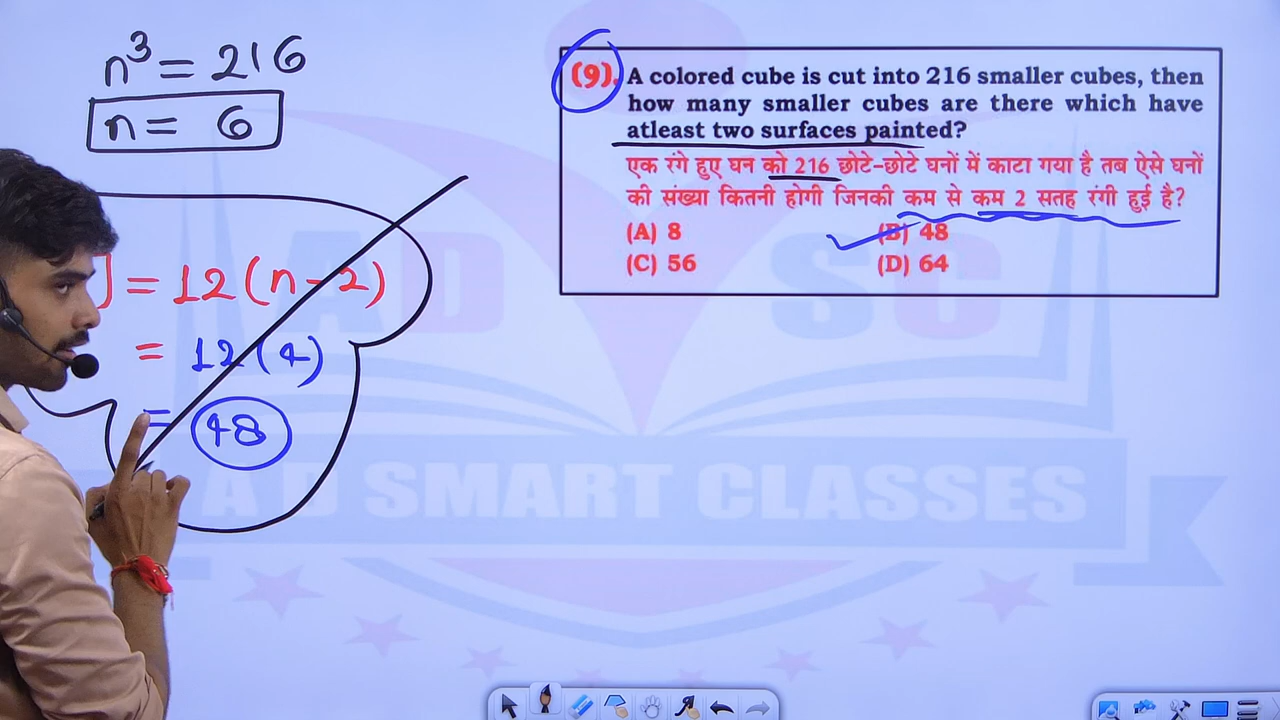 n³ = 216
n = 6
] = 12(n-2)
= 12(4)
= 48
(9). A colored cube is cut into 216 smaller cubes, then
how many smaller cubes are there which have
atleast two surfaces painted?
एक रंगे हुए घन को 216 छोटे-छोटे घनों में काटा गया है तब ऐसे घनों
की संख्या कितनी होगी जिनकी कम से कम 2 सतह रंगी हुई है?
(A) 8 (B) 48
(C) 56 (D) 64
AD SC
A D SMART CLASSES